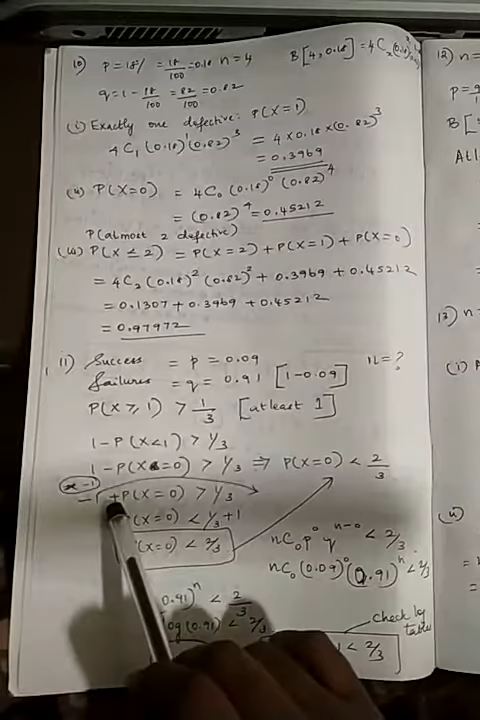 10) P = 18% = 18/100 = 0.18 n = 4 B[4, 0.18] = 4Cx (0.18)
q = 1 - 18/100 = 82/100 = 0.82
(i) Exactly one defective: P(X=1)
4C1 (0.18)^1 (0.82)^3 = 4 x 0.18 x (0.82)^3
= 0.3969
(ii) P(X=0) = 4C0 (0.18)^0 (0.82)^4
= (0.82)^4 = 0.45212
P(almost 2 defective)
(iii) P(X ≤ 2) = P(X=2) + P(X=1) + P(X=0)
= 4C2 (0.18)^2 (0.82)^2 + 0.3969 + 0.45212
= 0.1307 + 0.3969 + 0.45212
= 0.97972
11) Success = p = 0.09 n = ?
failures = q = 0.91 [1-0.09]
P(X ≥ 1) > 1/3 [atleast 1]
1 - P(X<1) > 1/3
1 - P(X=0) > 1/3 ⇒ P(X=0) < 2/3
x -1
-1 + P(X=0) > 1/3
(X=0) < 1/3 + 1
(X=0) < 2/3
nC0 p^0 q^n-0 < 2/3
nC0 (0.09)^0 (0.91)^n < 2/3
0.91)^n < 2/3
log(0.91) < 2/3
check log table
< 2/3
12) n =
P =
B[
Atl
13) n =
(i)
(ii)
=
=